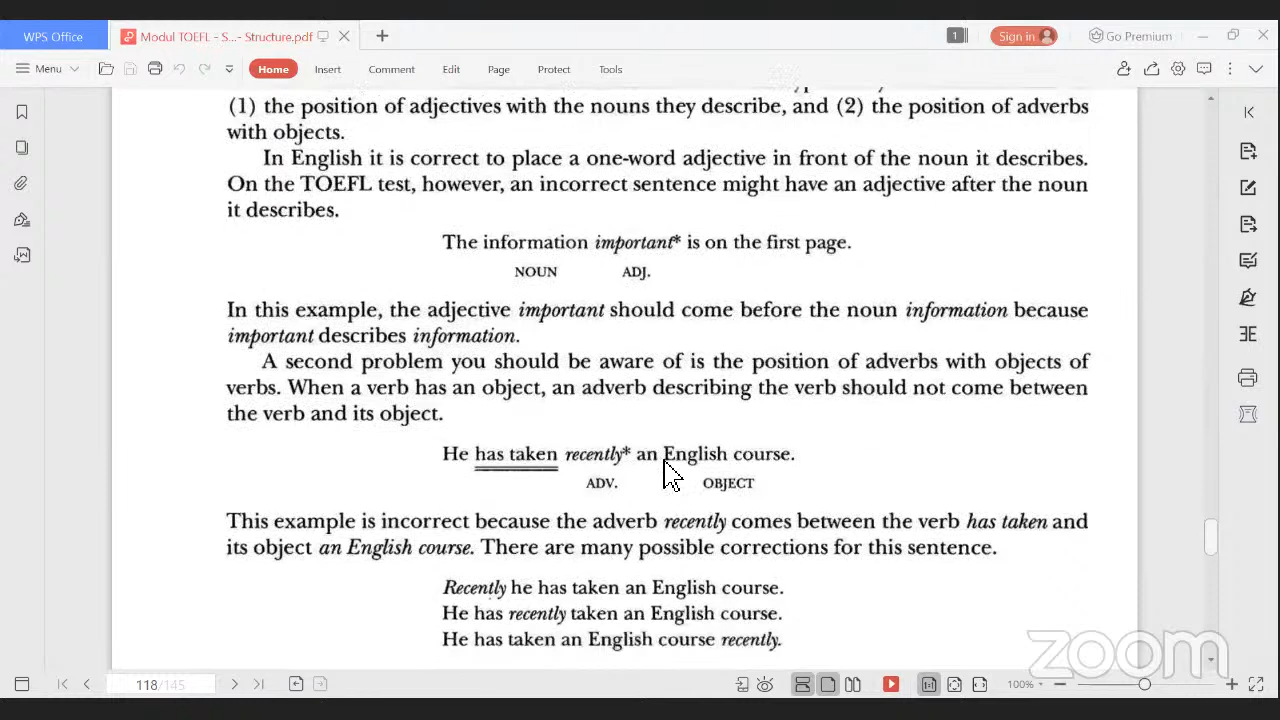 WPS Office
Modul TOEFL - S...- Structure.pdf
1
Sign in
Go Premium
Menu
Home
Insert
Comment
Edit
Page
Protect
Tools
(1) the position of adjectives with the nouns they describe, and (2) the position of adverbs
with objects.
In English it is correct to place a one-word adjective in front of the noun it describes.
On the TOEFL test, however, an incorrect sentence might have an adjective after the noun
it describes.
The information important* is on the first page.
NOUN ADJ.
In this example, the adjective important should come before the noun information because
important describes information.
A second problem you should be aware of is the position of adverbs with objects of
verbs. When a verb has an object, an adverb describing the verb should not come between
the verb and its object.
He has taken recently* an English course.
ADV. OBJECT
This example is incorrect because the adverb recently comes between the verb has taken and
its object an English course. There are many possible corrections for this sentence.
Recently he has taken an English course.
He has recently taken an English course.
He has taken an English course recently.
zoom
118/145
100%